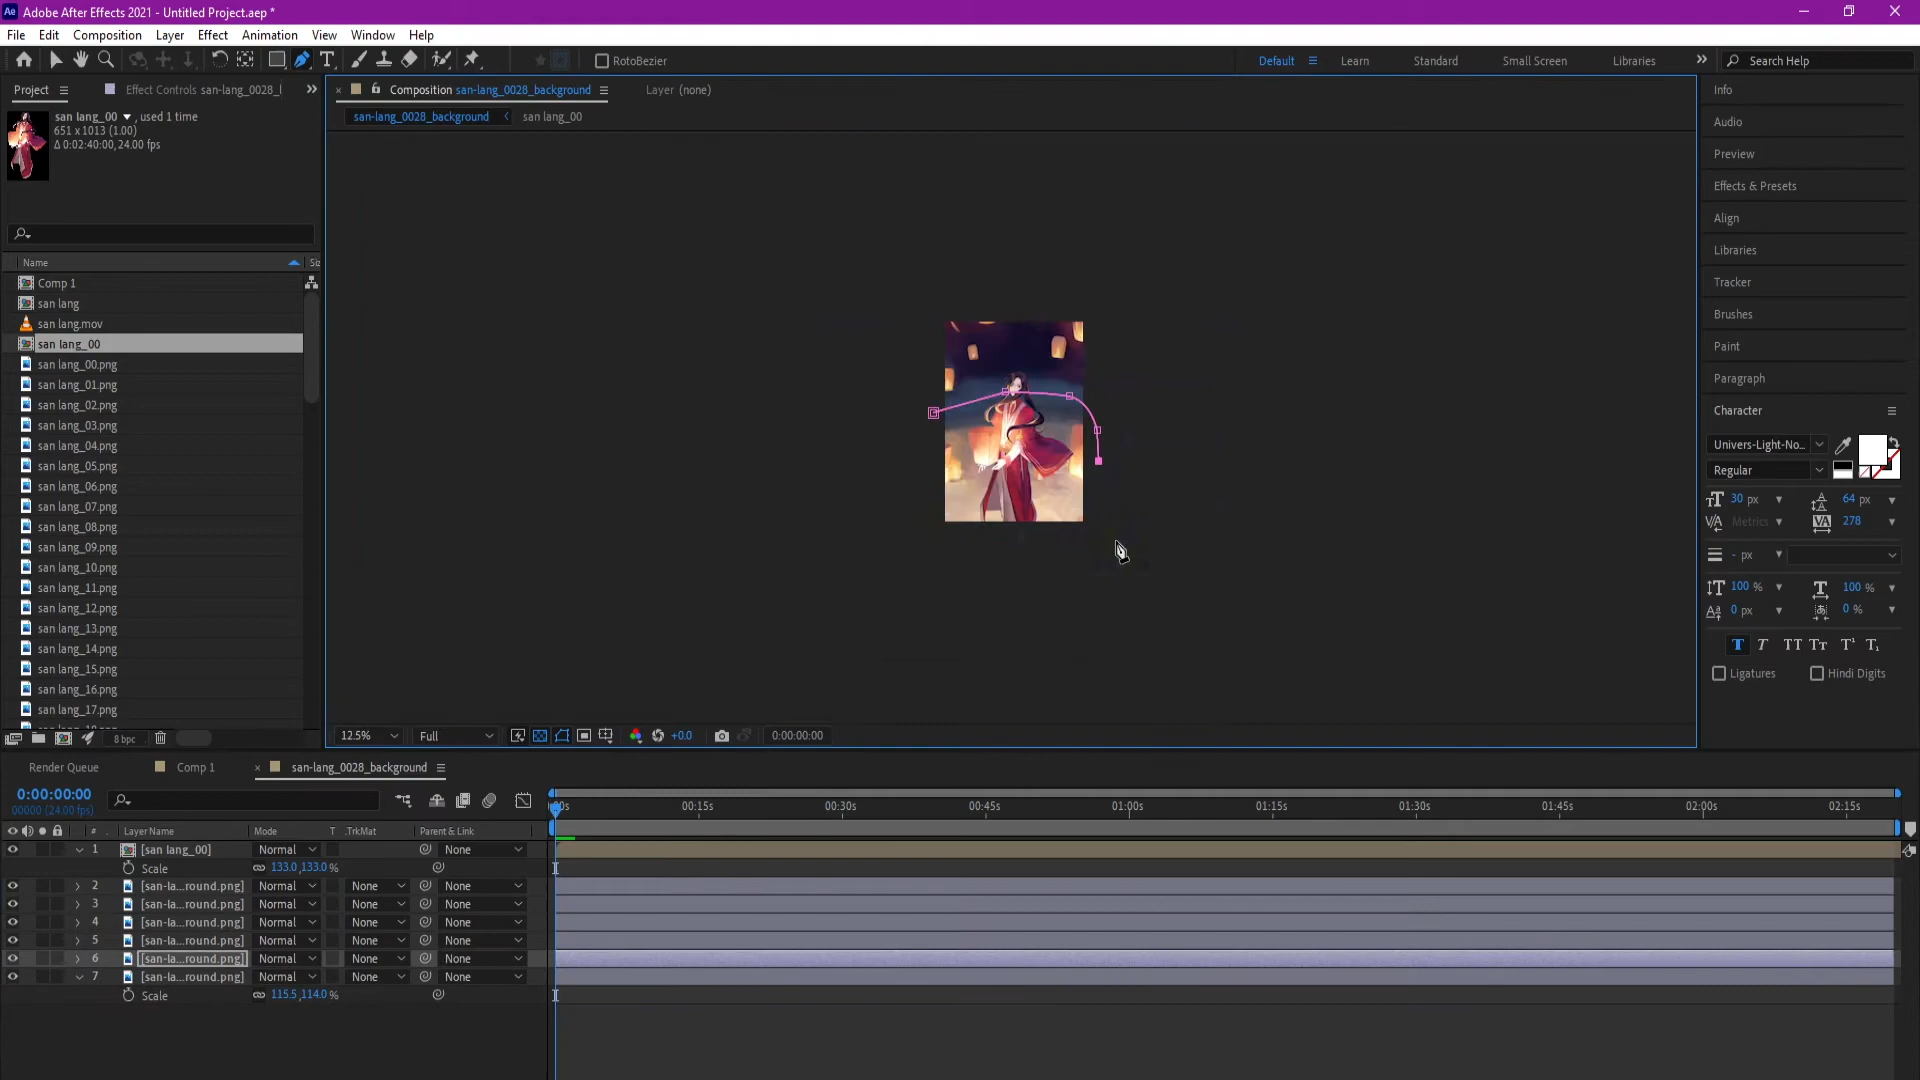 Ae Adobe After Effects 2021 - Untitled Project.aep *
File Edit Composition Layer Effect Animation View Window Help
T RotoBezier Default Learn Standard Small Screen Libraries Search Help
Project Effect Controls san-lang_0028_l
Composition san-lang_0028_background Layer (none)
san-lang_0028_background san lang_00
san lang_00 , used 1 time
651 x 1013 (1.00)
Δ 0:02:40:00, 24.00 fps
Name Siz
Comp 1
san lang
san lang.mov
san lang_00
san lang_00.png
san lang_01.png
san lang_02.png
san lang_03.png
san lang_04.png
san lang_05.png
san lang_06.png
san lang_07.png
san lang_08.png
san lang_09.png
san lang_10.png
san lang_11.png
san lang_12.png
san lang_13.png
san lang_14.png
san lang_15.png
san lang_16.png
san lang_17.png
8 bpc
12.5% Full +0.0 0:00:00:00
Info
Audio
Preview
Effects & Presets
Align
Libraries
Tracker
Brushes
Paint
Paragraph
Character
Univers-Light-No...
Regular
30 px 64 px
Metrics 278
- px
100 % 100 %
0 px 0 %
T T TT Tt T¹ T₁
Ligatures Hindi Digits
Render Queue Comp 1 san-lang_0028_background
0:00:00:00
00000 (24.00 fps)
:00s 00:15s 00:30s 00:45s 01:00s 01:15s 01:30s 01:45s 02:00s 02:15s
# Layer Name Mode T .TrkMat Parent & Link
1 [san lang_00] Normal None
Scale 133.0,133.0 %
2 [san-la...round.png] Normal None None
3 [san-la...round.png] Normal None None
4 [san-la...round.png] Normal None None
5 [san-la...round.png] Normal None None
6 [san-la...round.png] Normal None None
7 [san-la...round.png] Normal None None
Scale 115.5,114.0 %